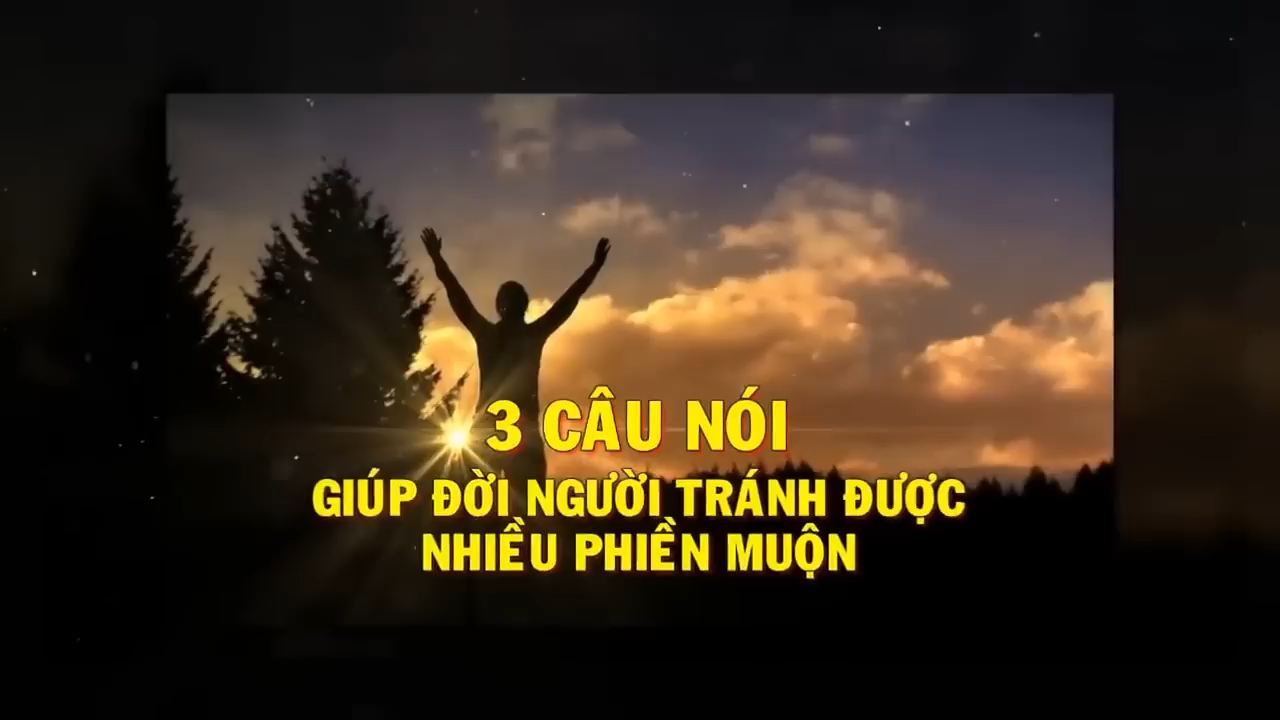 3 CÂU NÓI
GIÚP ĐỜI NGƯỜI TRÁNH ĐƯỢC
NHIỀU PHIỀN MUỘN